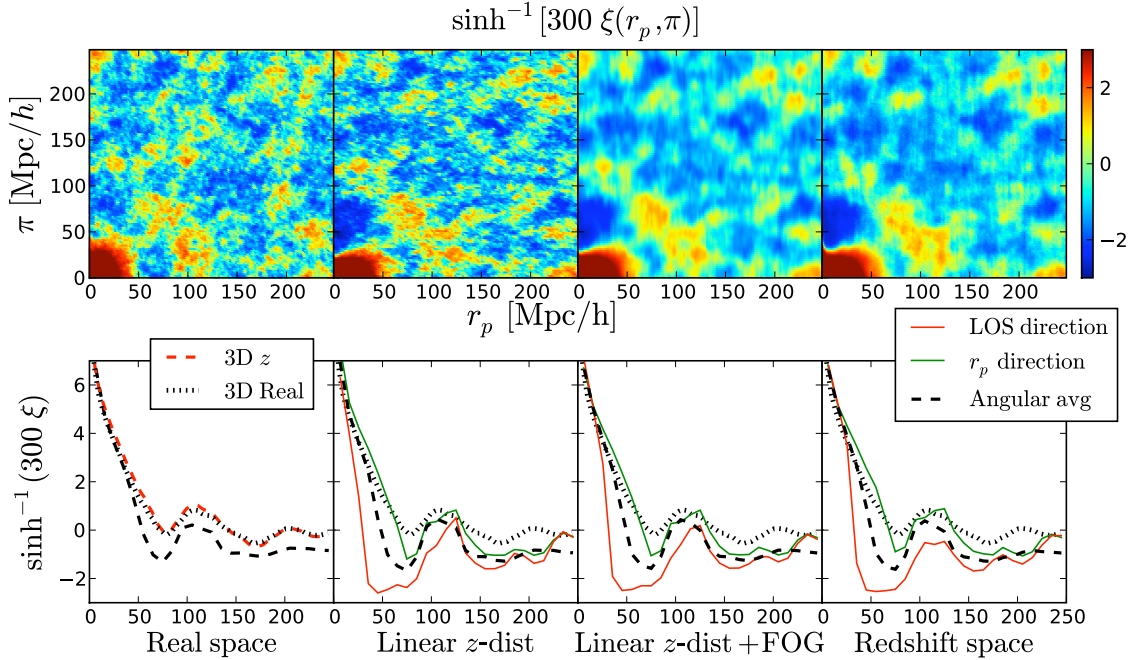 sinh⁻¹ [300 ξ(r_p,π)]
π [Mpc/h]
200
150
100
50
0
0 50 100 150 200
0 50 100 150 200
0 50 100 150 200
0 50 100 150 200 250
2
0
−2
r_p [Mpc/h]
LOS direction
r_p direction
Angular avg
3D z
3D Real
sinh⁻¹(300 ξ)
6
4
2
0
−2
0 50 100 150 200
0 50 100 150 200
0 50 100 150 200
0 50 100 150 200 250
Real space
Linear z-dist
Linear z-dist+FOG
Redshift space